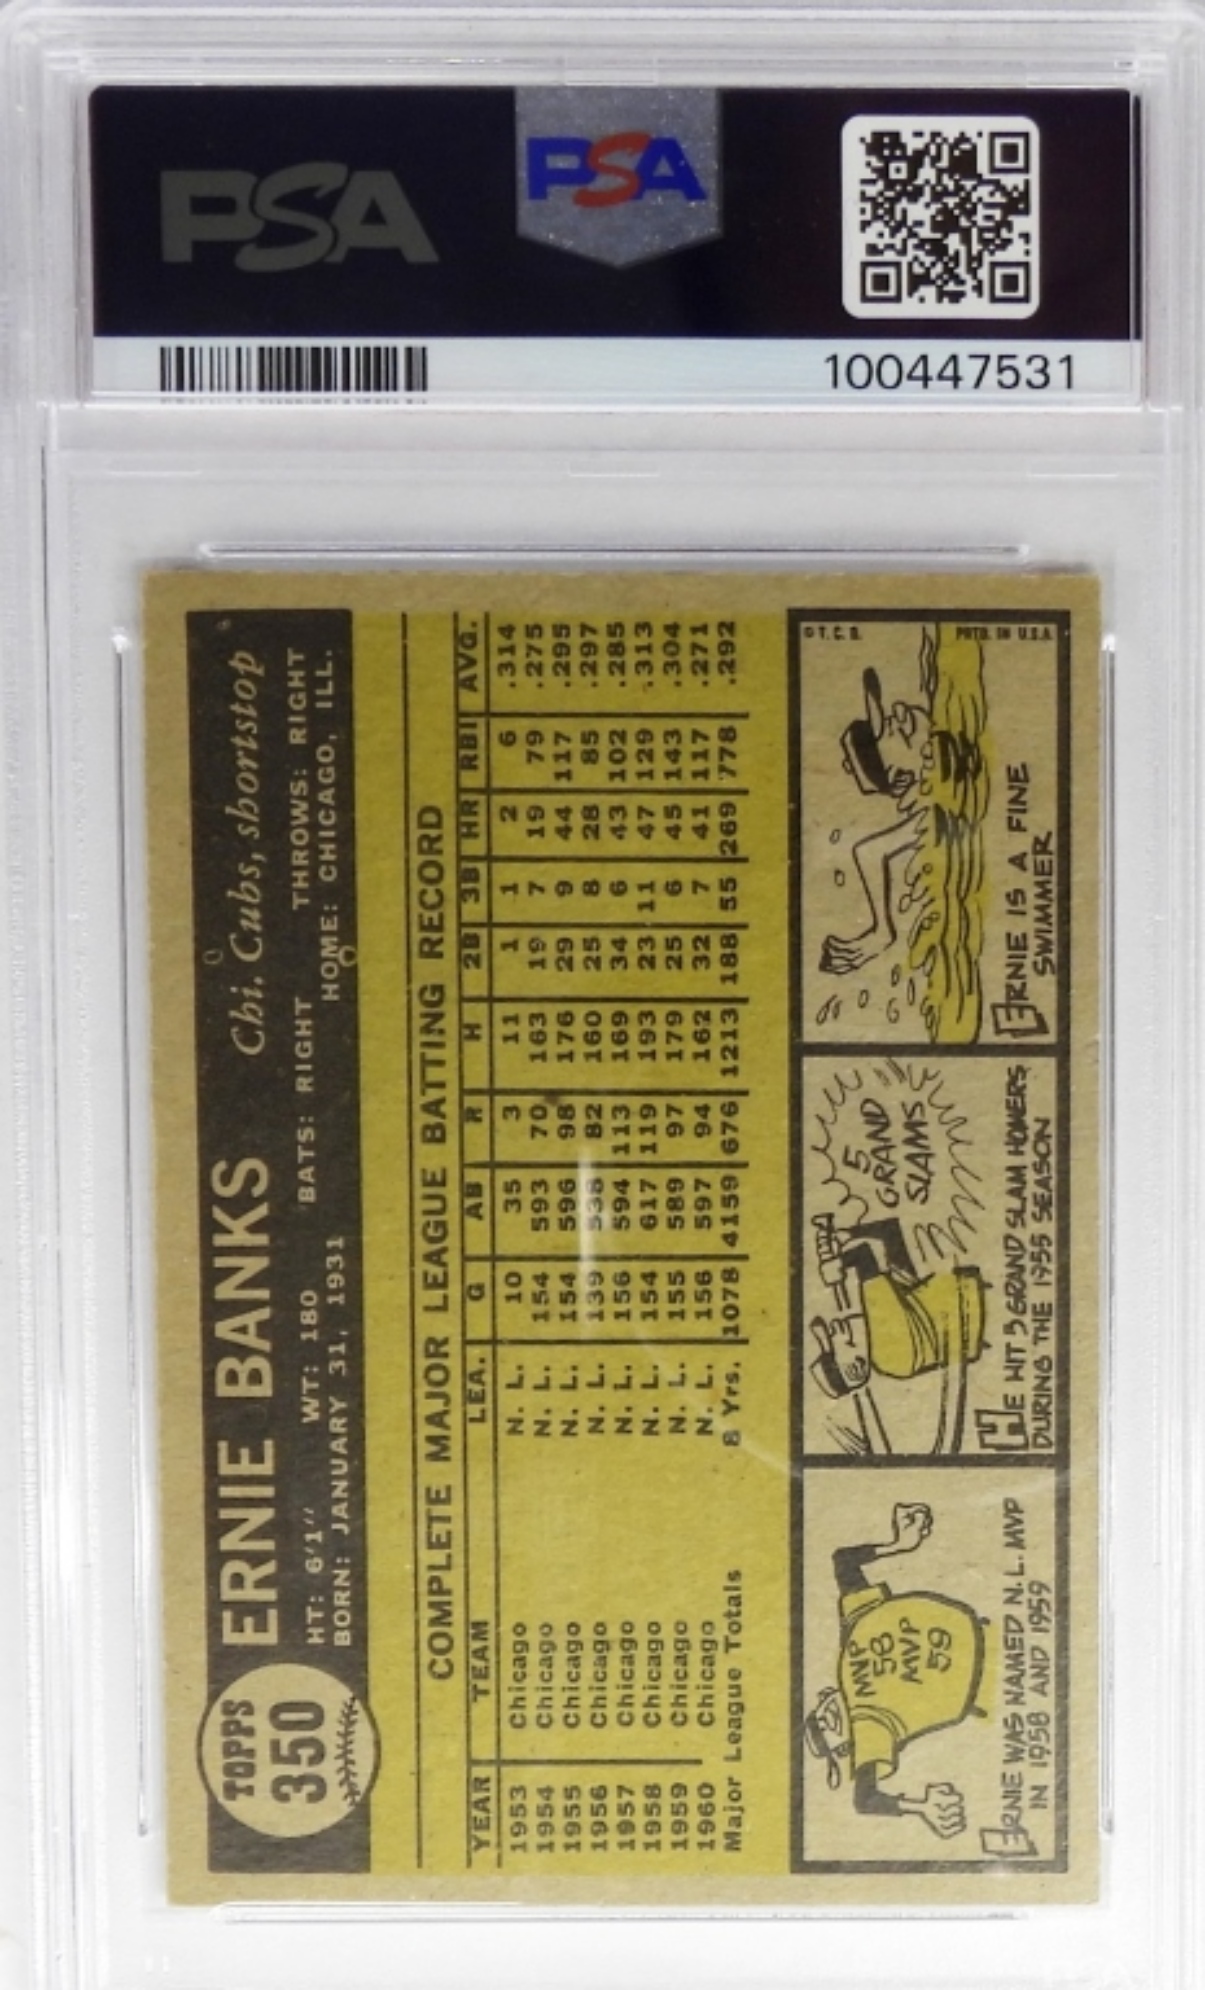 PSA
PSA
100447531
TOPPS
350
ERNIE BANKS Chi. Cubs, shortstop
HT: 6'1" WT: 180 BATS: RIGHT THROWS: RIGHT
BORN: JANUARY 31, 1931 HOME: CHICAGO, ILL.
COMPLETE MAJOR LEAGUE BATTING RECORD
YEAR TEAM LEA. G AB R H 2B 3B HR RBI AVG.
1953 Chicago N. L. 10 35 3 11 1 1 2 6 .314
1954 Chicago N. L. 154 593 70 163 19 7 19 79 .275
1955 Chicago N. L. 154 596 98 176 29 9 44 117 .295
1956 Chicago N. L. 139 538 82 160 25 8 28 85 .297
1957 Chicago N. L. 156 594 113 169 34 6 43 102 .285
1958 Chicago N. L. 154 617 119 193 23 11 47 129 .313
1959 Chicago N. L. 155 589 97 179 25 6 45 143 .304
1960 Chicago N. L. 156 597 94 162 32 7 41 117 .271
Major League Totals 8 Yrs. 1078 4159 676 1213 188 55 269 778 .292
MVP
58
MVP
59
ERNIE WAS NAMED N.L. MVP
IN 1958 AND 1959
5
GRAND
SLAMS
HE HIT 5 GRAND SLAM HOMERS
DURING THE 1955 SEASON
© T.C.G.
PRTD. IN U.S.A.
ERNIE IS A FINE
SWIMMER